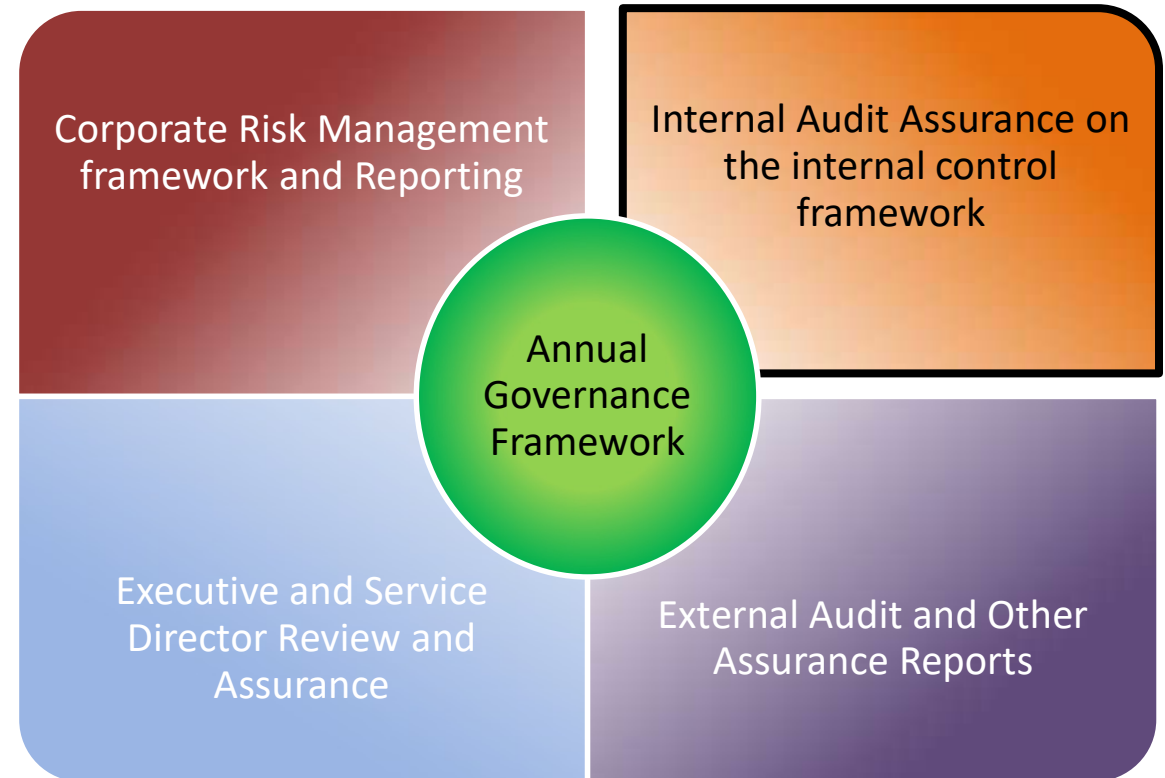 Corporate Risk Management
framework and Reporting
Internal Audit Assurance on
the internal control
framework
Annual
Governance
Framework
Executive and Service
Director Review and
Assurance
External Audit and Other
Assurance Reports